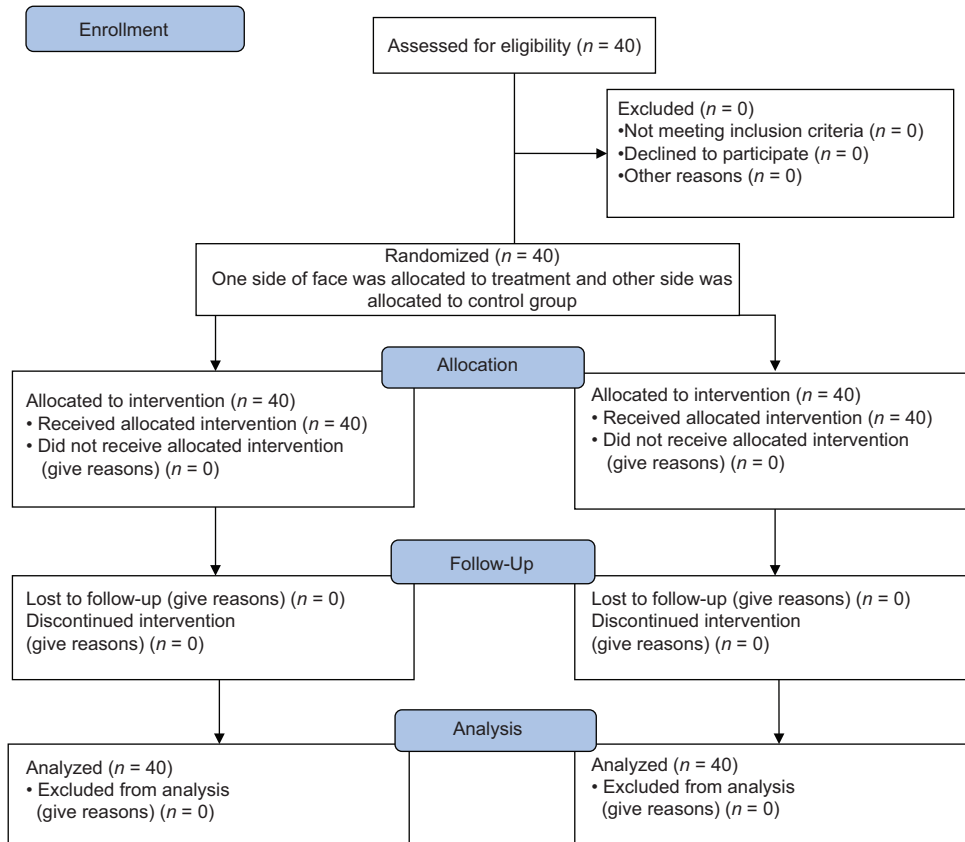 Enrollment
Assessed for eligibility (n = 40)
Excluded (n = 0)
•Not meeting inclusion criteria (n = 0)
•Declined to participate (n = 0)
•Other reasons (n = 0)
Randomized (n = 40)
One side of face was allocated to treatment and other side was
allocated to control group
Allocation
Allocated to intervention (n = 40)
• Received allocated intervention (n = 40)
• Did not receive allocated intervention
(give reasons) (n = 0)
Allocated to intervention (n = 40)
• Received allocated intervention (n = 40)
• Did not receive allocated intervention
(give reasons) (n = 0)
Follow-Up
Lost to follow-up (give reasons) (n = 0)
Discontinued intervention
(give reasons) (n = 0)
Lost to follow-up (give reasons) (n = 0)
Discontinued intervention
(give reasons) (n = 0)
Analysis
Analyzed (n = 40)
• Excluded from analysis
(give reasons) (n = 0)
Analyzed (n = 40)
• Excluded from analysis
(give reasons) (n = 0)